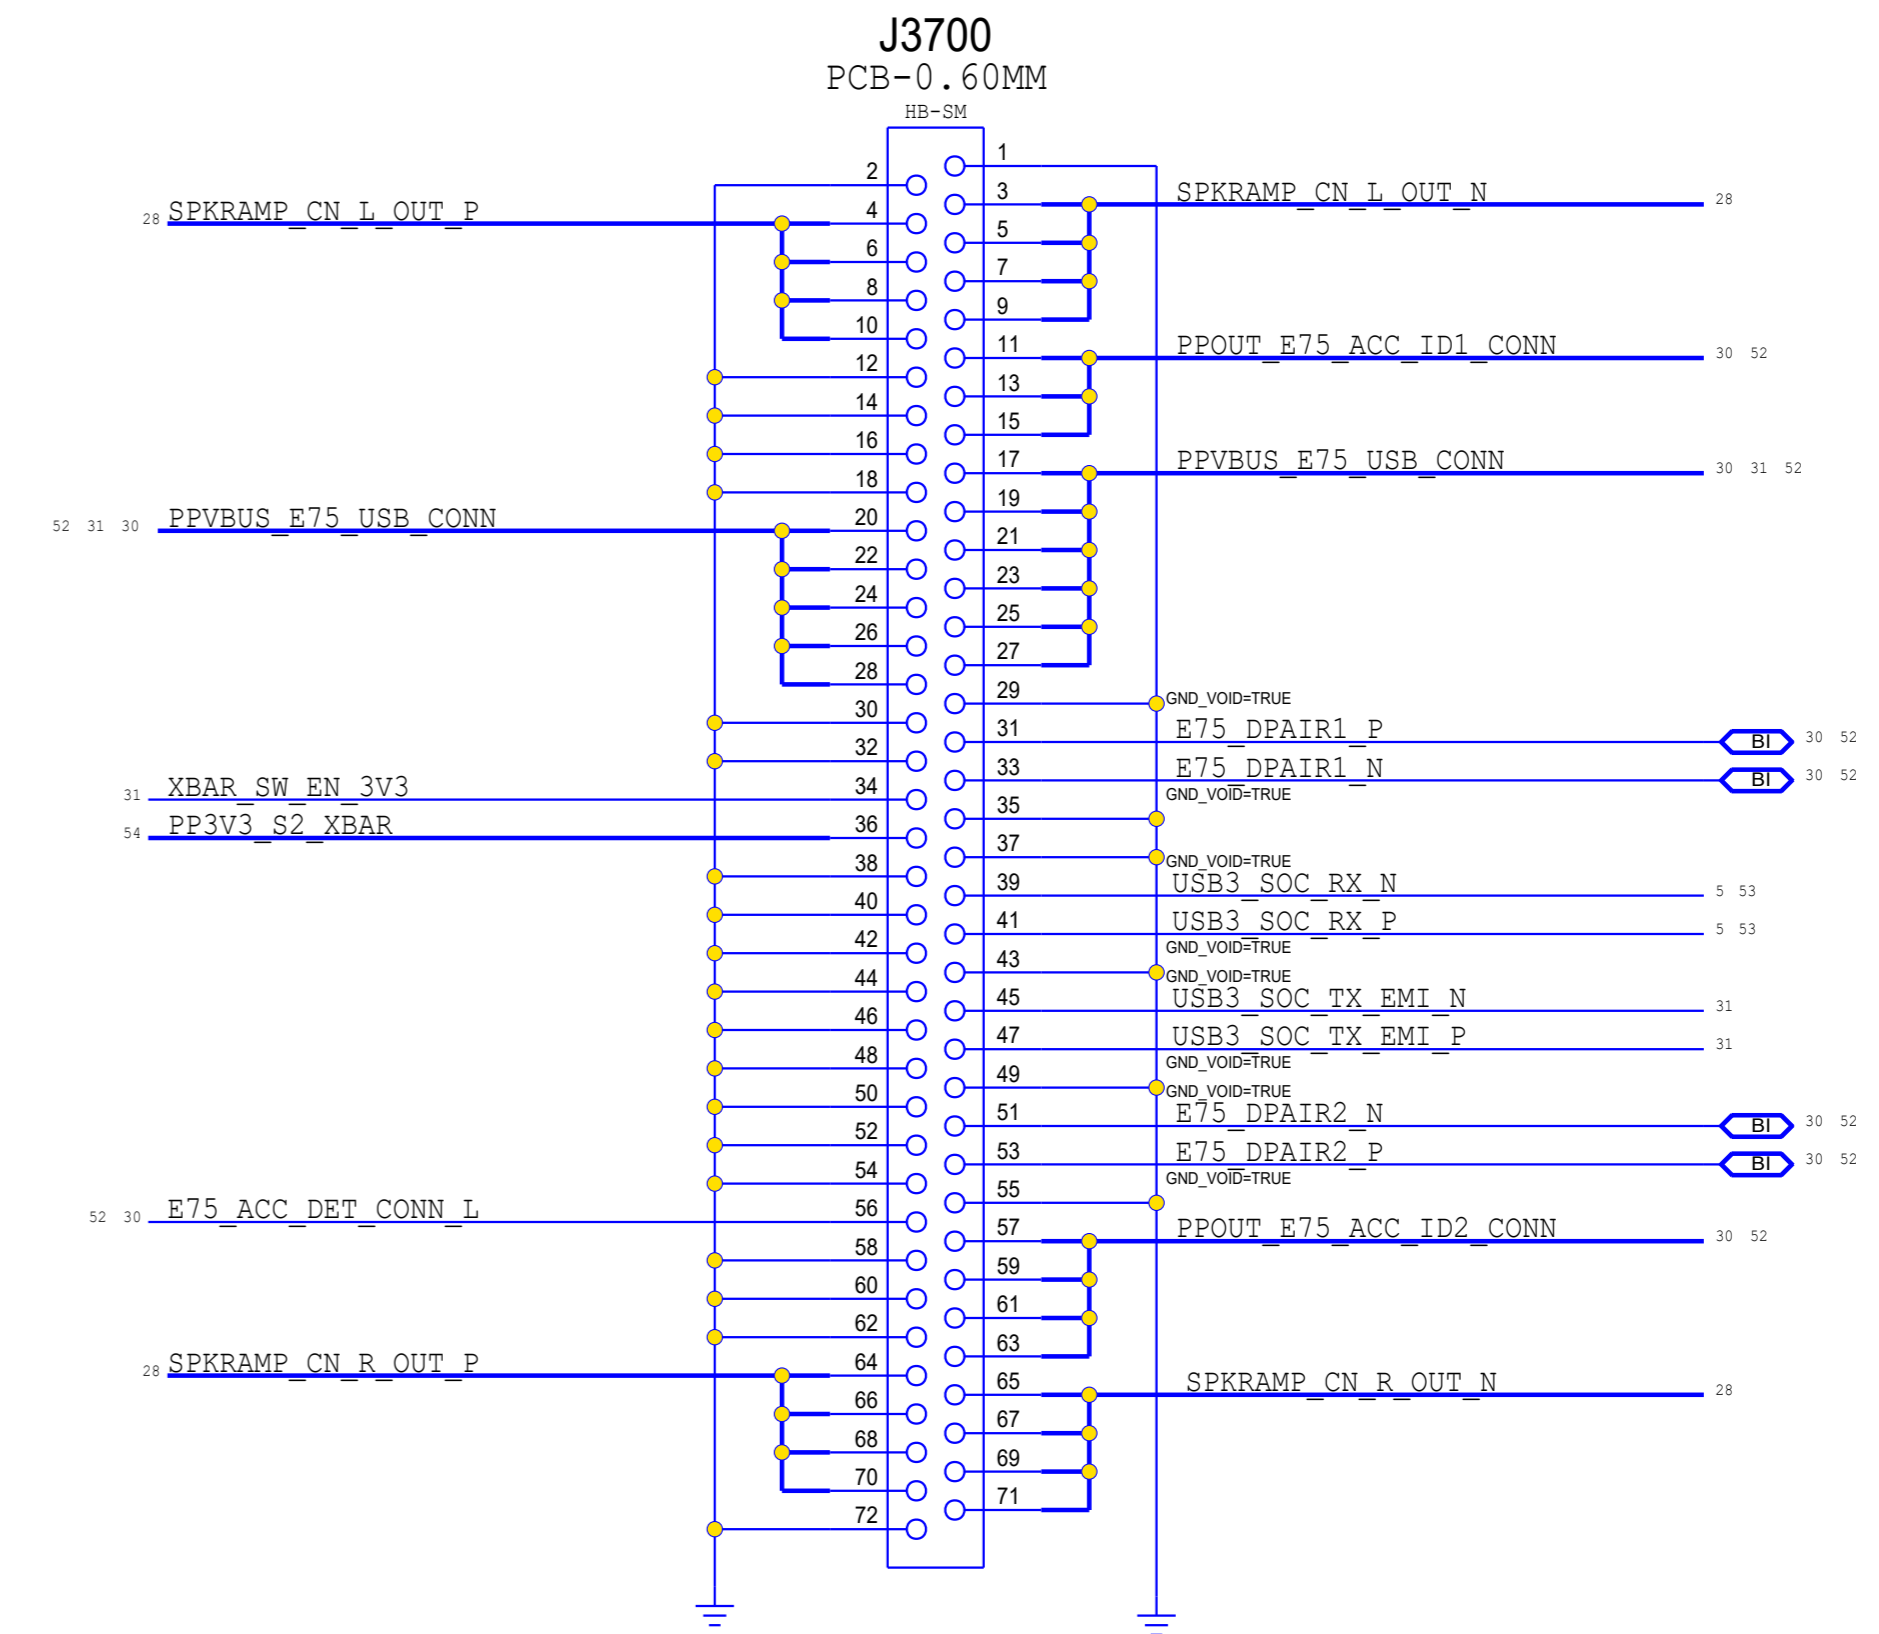 J3700
PCB-0.60MM
HB-SM
1
2
3 SPKRAMP_CN_L_OUT_N 28
28 SPKRAMP_CN_L_OUT_P 4
5
6
7
8
9
10
11 PPOUT_E75_ACC_ID1_CONN 30 52
12
13
14
15
16
17 PPVBUS_E75_USB_CONN 30 31 52
18
19
52 31 30 PPVBUS_E75_USB_CONN 20
21
22
23
24
25
26
27
28
29 GND_VOID=TRUE
30
31 E75_DPAIR1_P BI 30 52
32
33 E75_DPAIR1_N BI 30 52
GND_VOID=TRUE
31 XBAR_SW_EN_3V3 34
35
54 PP3V3_S2_XBAR 36
37 GND_VOID=TRUE
38
39 USB3_SOC_RX_N 5 53
40
41 USB3_SOC_RX_P 5 53
GND_VOID=TRUE
42
43 GND_VOID=TRUE
44
45 USB3_SOC_TX_EMI_N 31
46
47 USB3_SOC_TX_EMI_P 31
GND_VOID=TRUE
48
49 GND_VOID=TRUE
50
51 E75_DPAIR2_N BI 30 52
52
53 E75_DPAIR2_P BI 30 52
GND_VOID=TRUE
54
55
52 30 E75_ACC_DET_CONN_L 56
57 PPOUT_E75_ACC_ID2_CONN 30 52
58
59
60
61
62
63
28 SPKRAMP_CN_R_OUT_P 64
65 SPKRAMP_CN_R_OUT_N 28
66
67
68
69
70
71
72